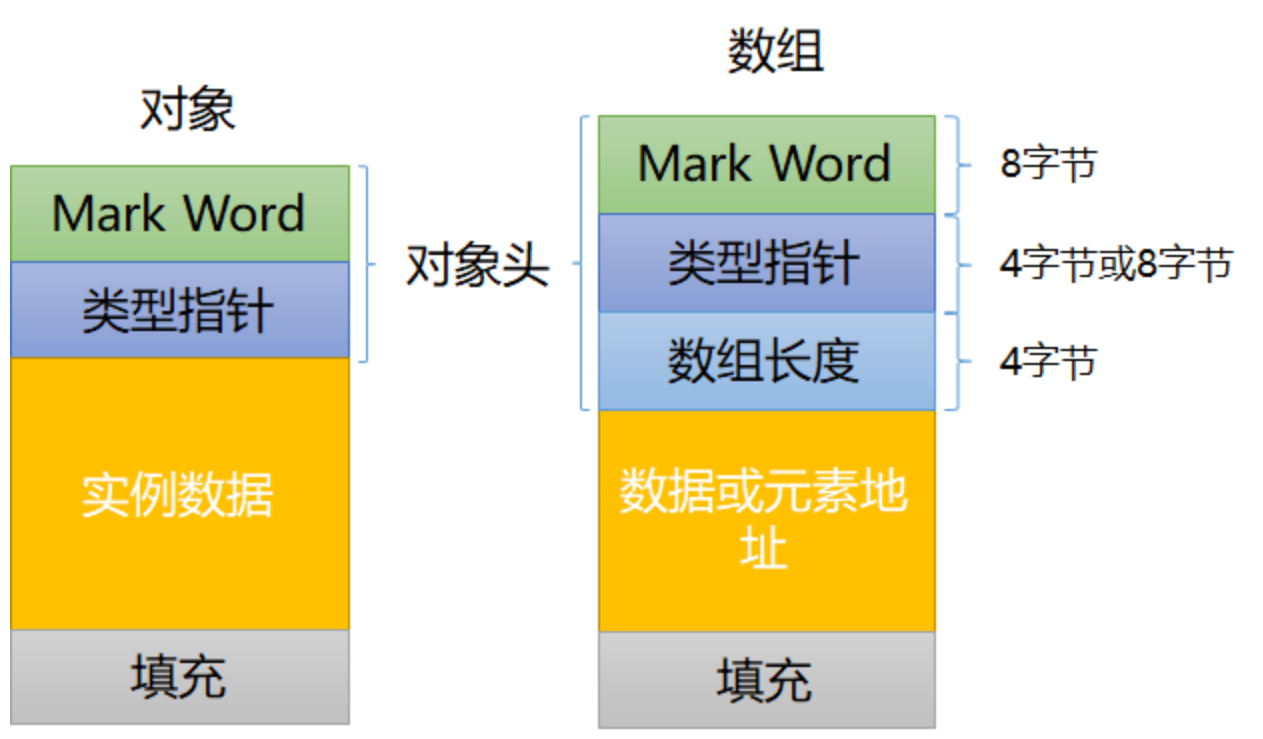 对象
Mark Word
类型指针
实例数据
填充
对象头
数组
Mark Word
类型指针
数组长度
数据或元素地
址
填充
8字节
4字节或8字节
4字节